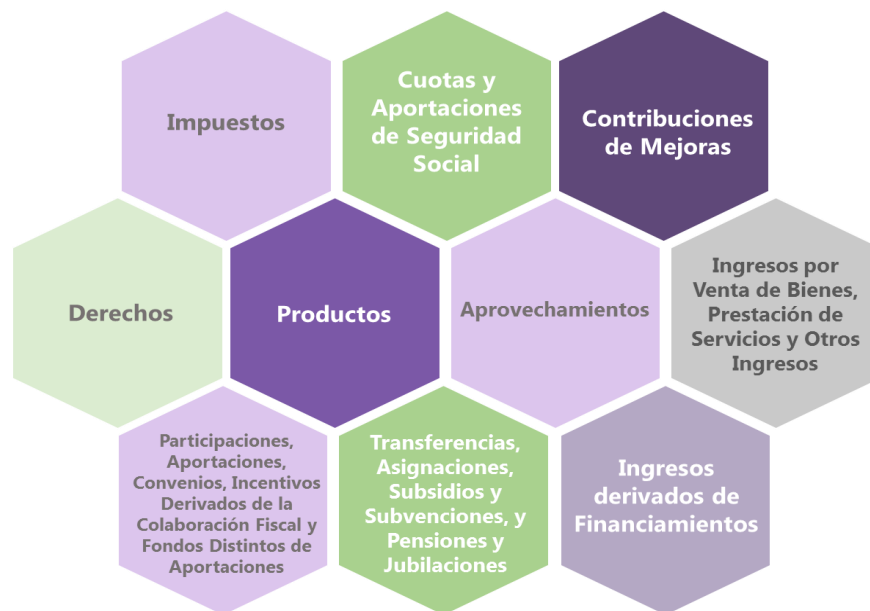 Impuestos
Cuotas y
Aportaciones
de Seguridad
Social
Contribuciones
de Mejoras
Derechos
Productos
Aprovechamientos
Ingresos por
Venta de Bienes,
Prestación de
Servicios y Otros
Ingresos
Participaciones,
Aportaciones,
Convenios, Incentivos
Derivados de la
Colaboración Fiscal y
Fondos Distintos de
Aportaciones
Transferencias,
Asignaciones,
Subsidios y
Subvenciones, y
Pensiones y
Jubilaciones
Ingresos
derivados de
Financiamientos